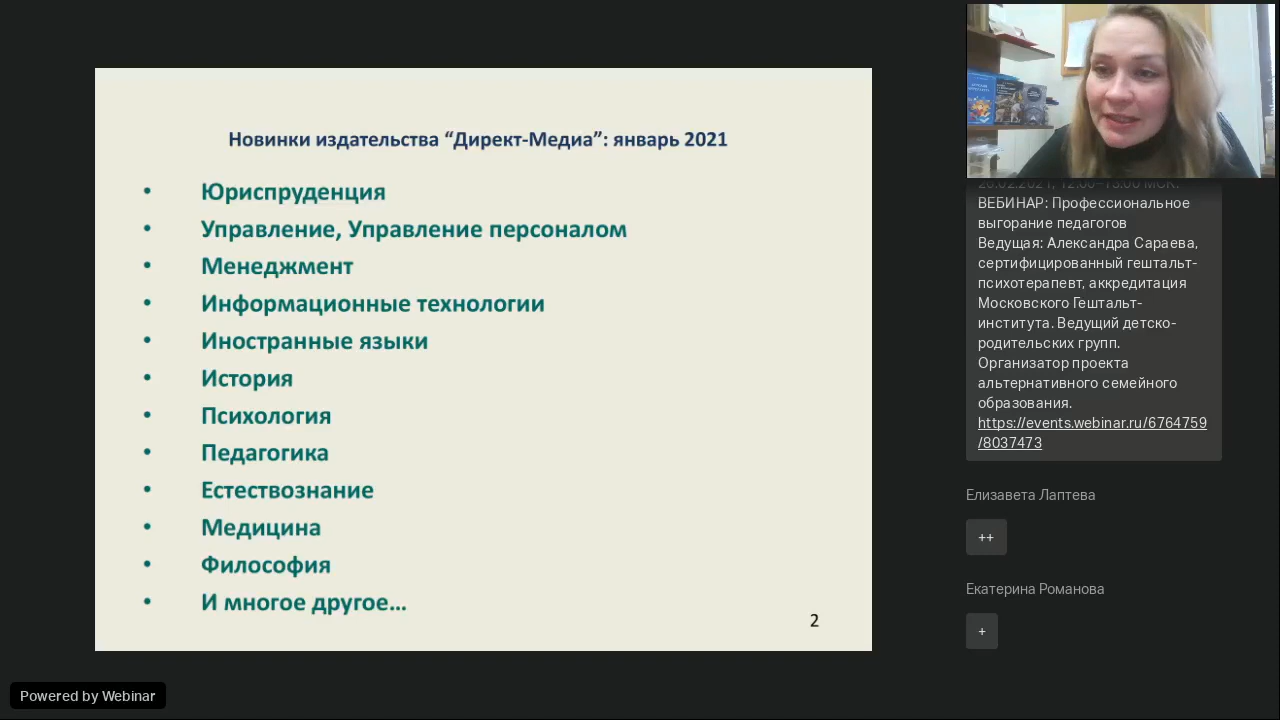 Новинки издательства “Директ-Медиа”: январь 2021
• Юриспруденция
• Управление, Управление персоналом
• Менеджмент
• Информационные технологии
• Иностранные языки
• История
• Психология
• Педагогика
• Естествознание
• Медицина
• Философия
• И многое другое...
2
ВЕБИНАР: Профессиональное
выгорание педагогов
Ведущая: Александра Сараева,
сертифицированный гештальт-
психотерапевт, аккредитация
Московского Гештальт-
института. Ведущий детско-
родительских групп.
Организатор проекта
альтернативного семейного
образования.
https://events.webinar.ru/6764759
/8037473
Елизавета Лаптева
++
Екатерина Романова
+
Powered by Webinar